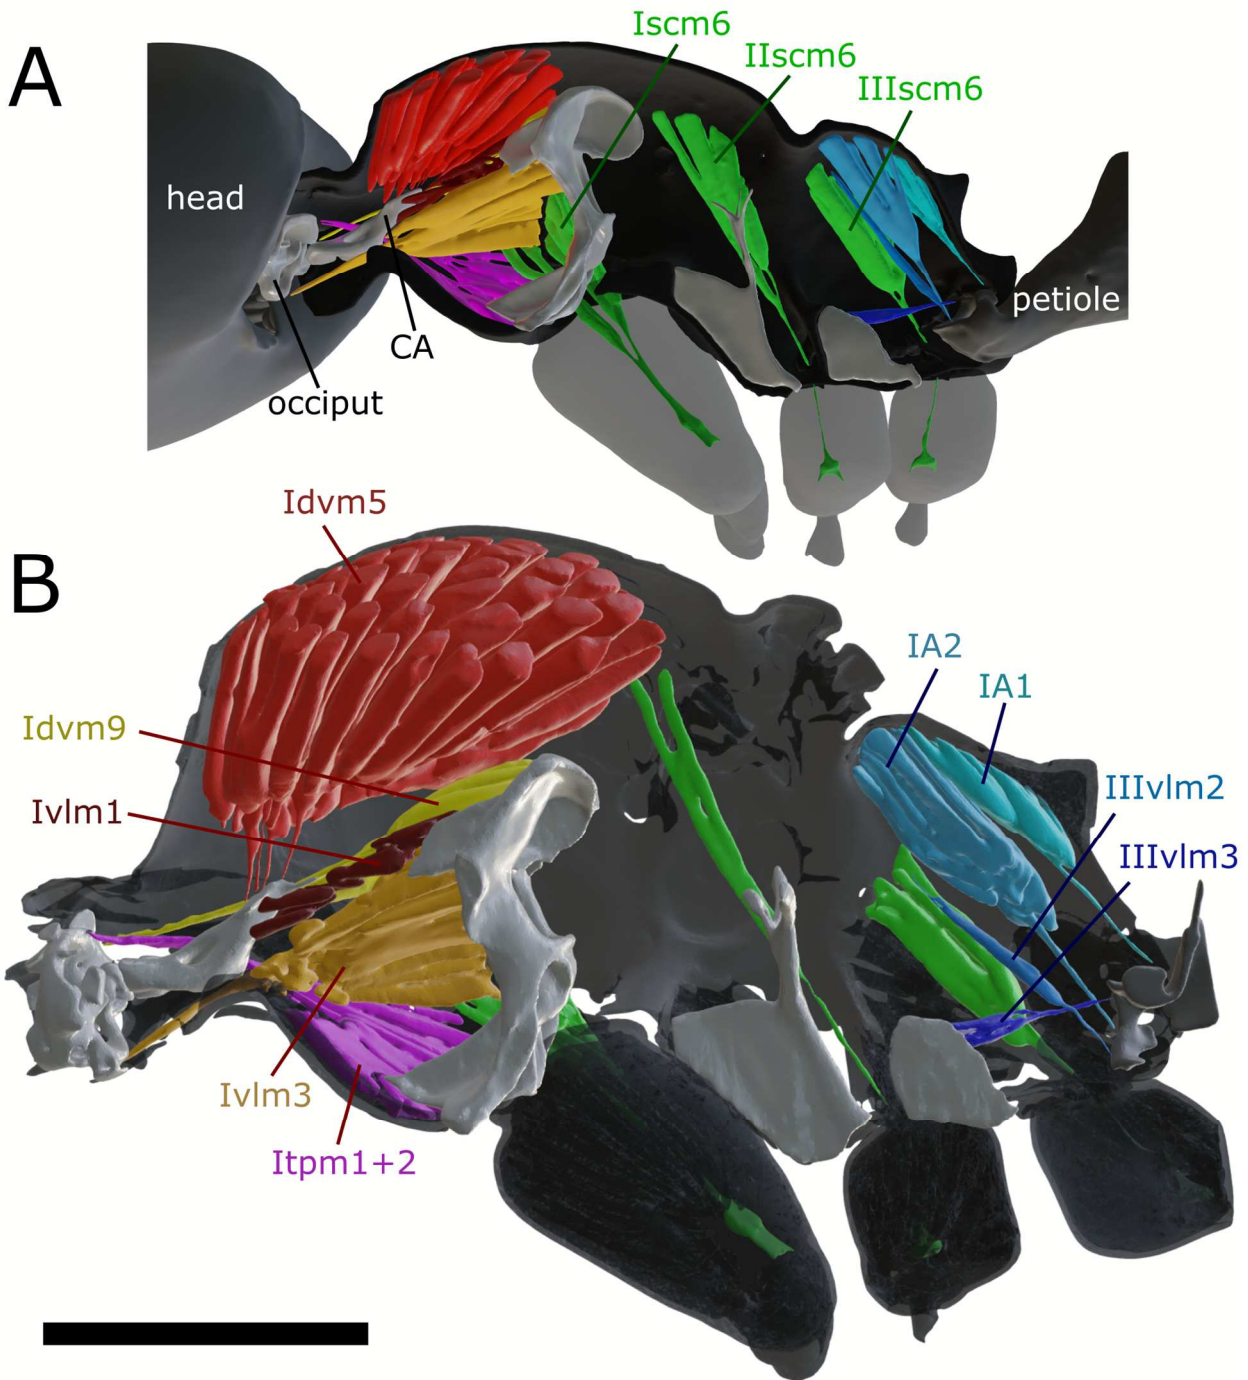 A
Iscm6
IIscm6
IIIscm6
head
petiole
CA
occiput
B
Idvm5
IA2
IA1
Idvm9
IIIvlm2
Ivlm1
IIIvlm3
Ivlm3
Itpm1+2